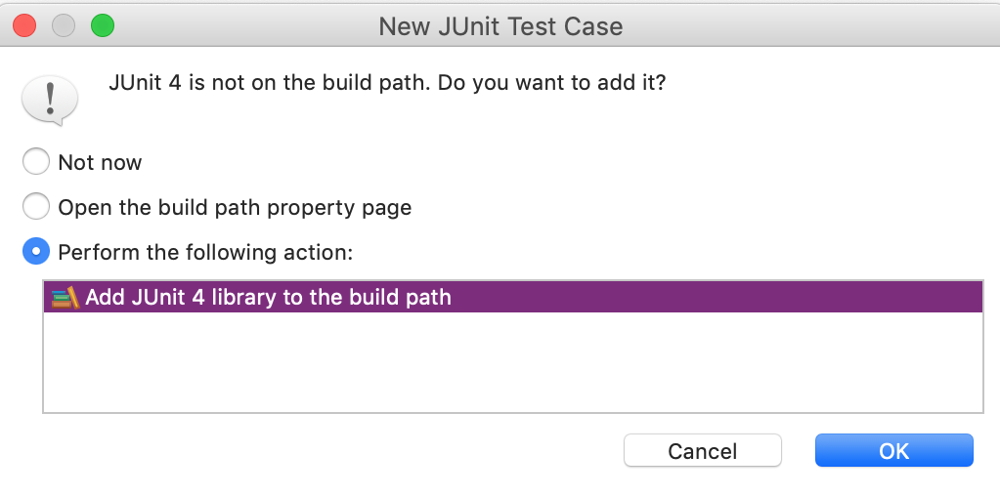 New JUnit Test Case
JUnit 4 is not on the build path. Do you want to add it?
Not now
Open the build path property page
Perform the following action:
Add JUnit 4 library to the build path
Cancel
OK